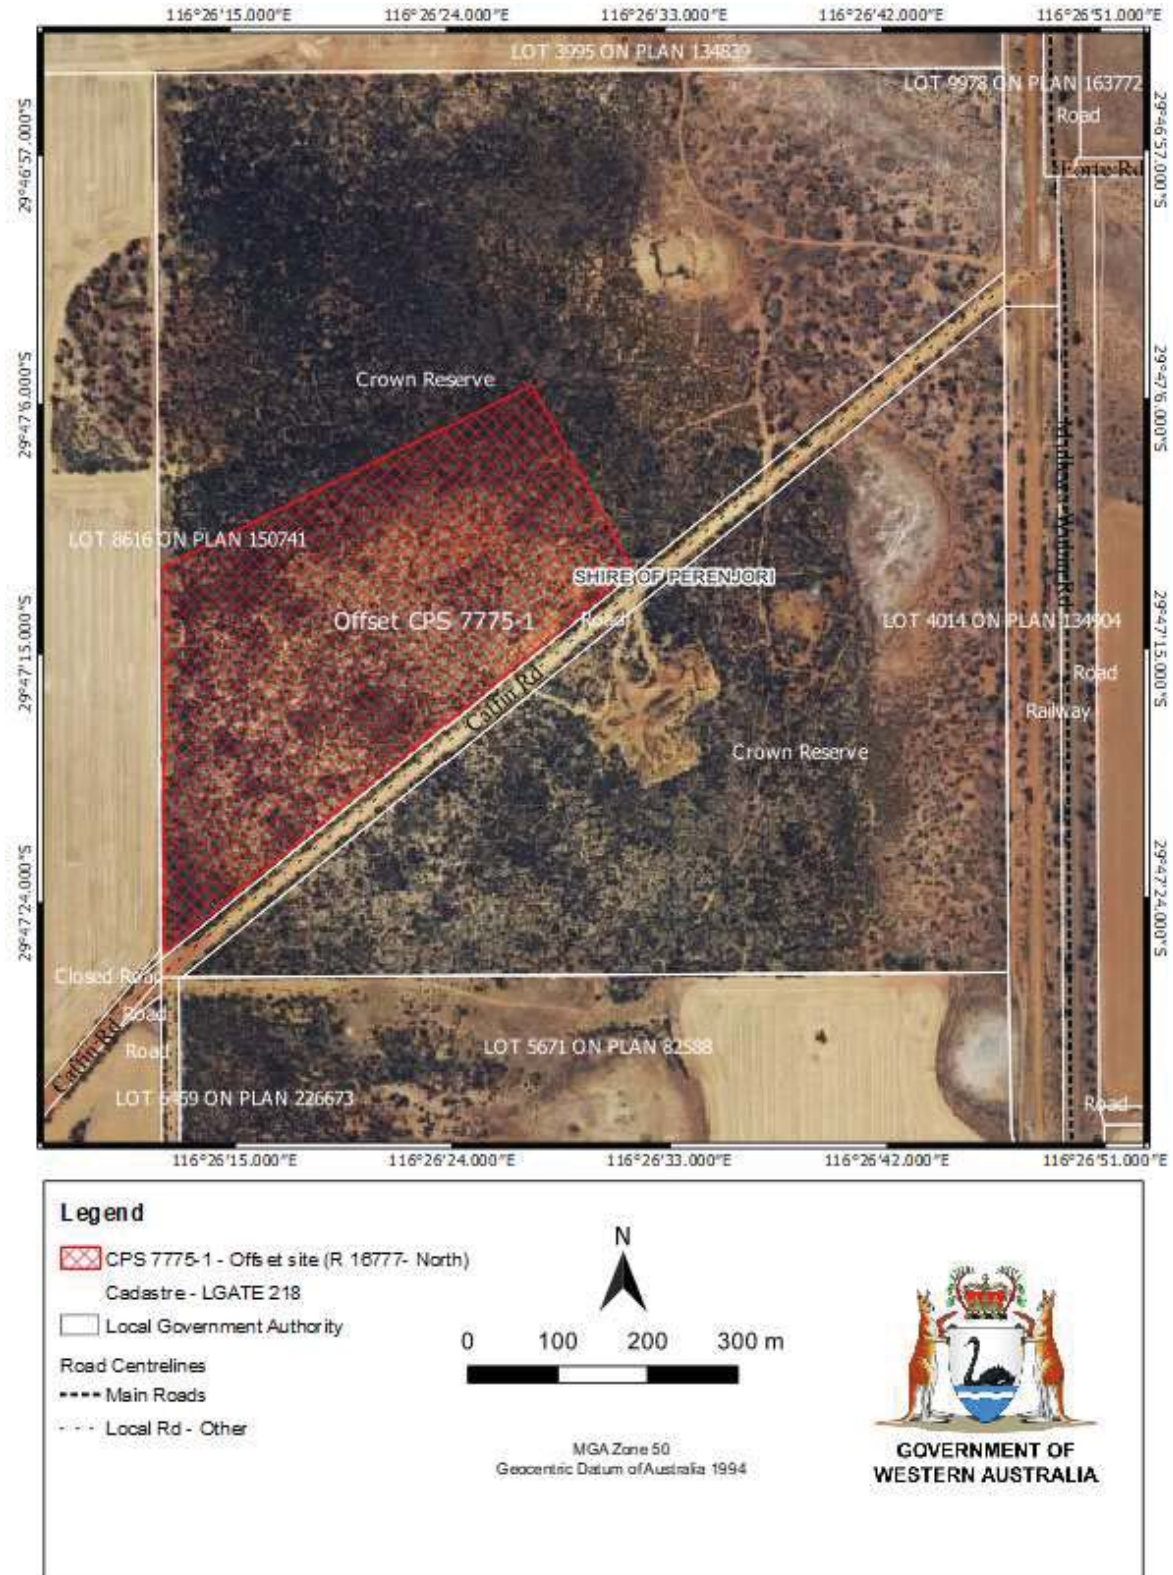 116°26'15.000"E 116°26'24.000"E 116°26'33.000"E 116°26'42.000"E 116°26'51.000"E
LOT 3995 ON PLAN 134839
LOT 9978 ON PLAN 163772
Road
29°46'57.000"S
29°46'57.000"S
Forte Rd
29°47'6.000"S
29°47'6.000"S
Crown Reserve
LOT 8616 ON PLAN 150741
SHIRE OF PERENJORI
Offset CPS 7775-1
Road
LOT 4014 ON PLAN 134904
29°47'15.000"S
29°47'15.000"S
Road
Caffin Rd
Railway
Crown Reserve
29°47'24.000"S
29°47'24.000"S
Closed Road
Road
Caffin Rd
Road
LOT 5671 ON PLAN 82588
LOT ON PLAN 226673
Road
116°26'15.000"E 116°26'24.000"E 116°26'33.000"E 116°26'42.000"E 116°26'51.000"E
Legend
CPS 7775-1 - Offset site (R 16777- North)
Cadastre - LGATE 218
Local Government Authority
Road Centrelines
Main Roads
Local Rd - Other
N
0 100 200 300 m
MGA Zone 50
Geocentric Datum of Australia 1994
GOVERNMENT OF
WESTERN AUSTRALIA